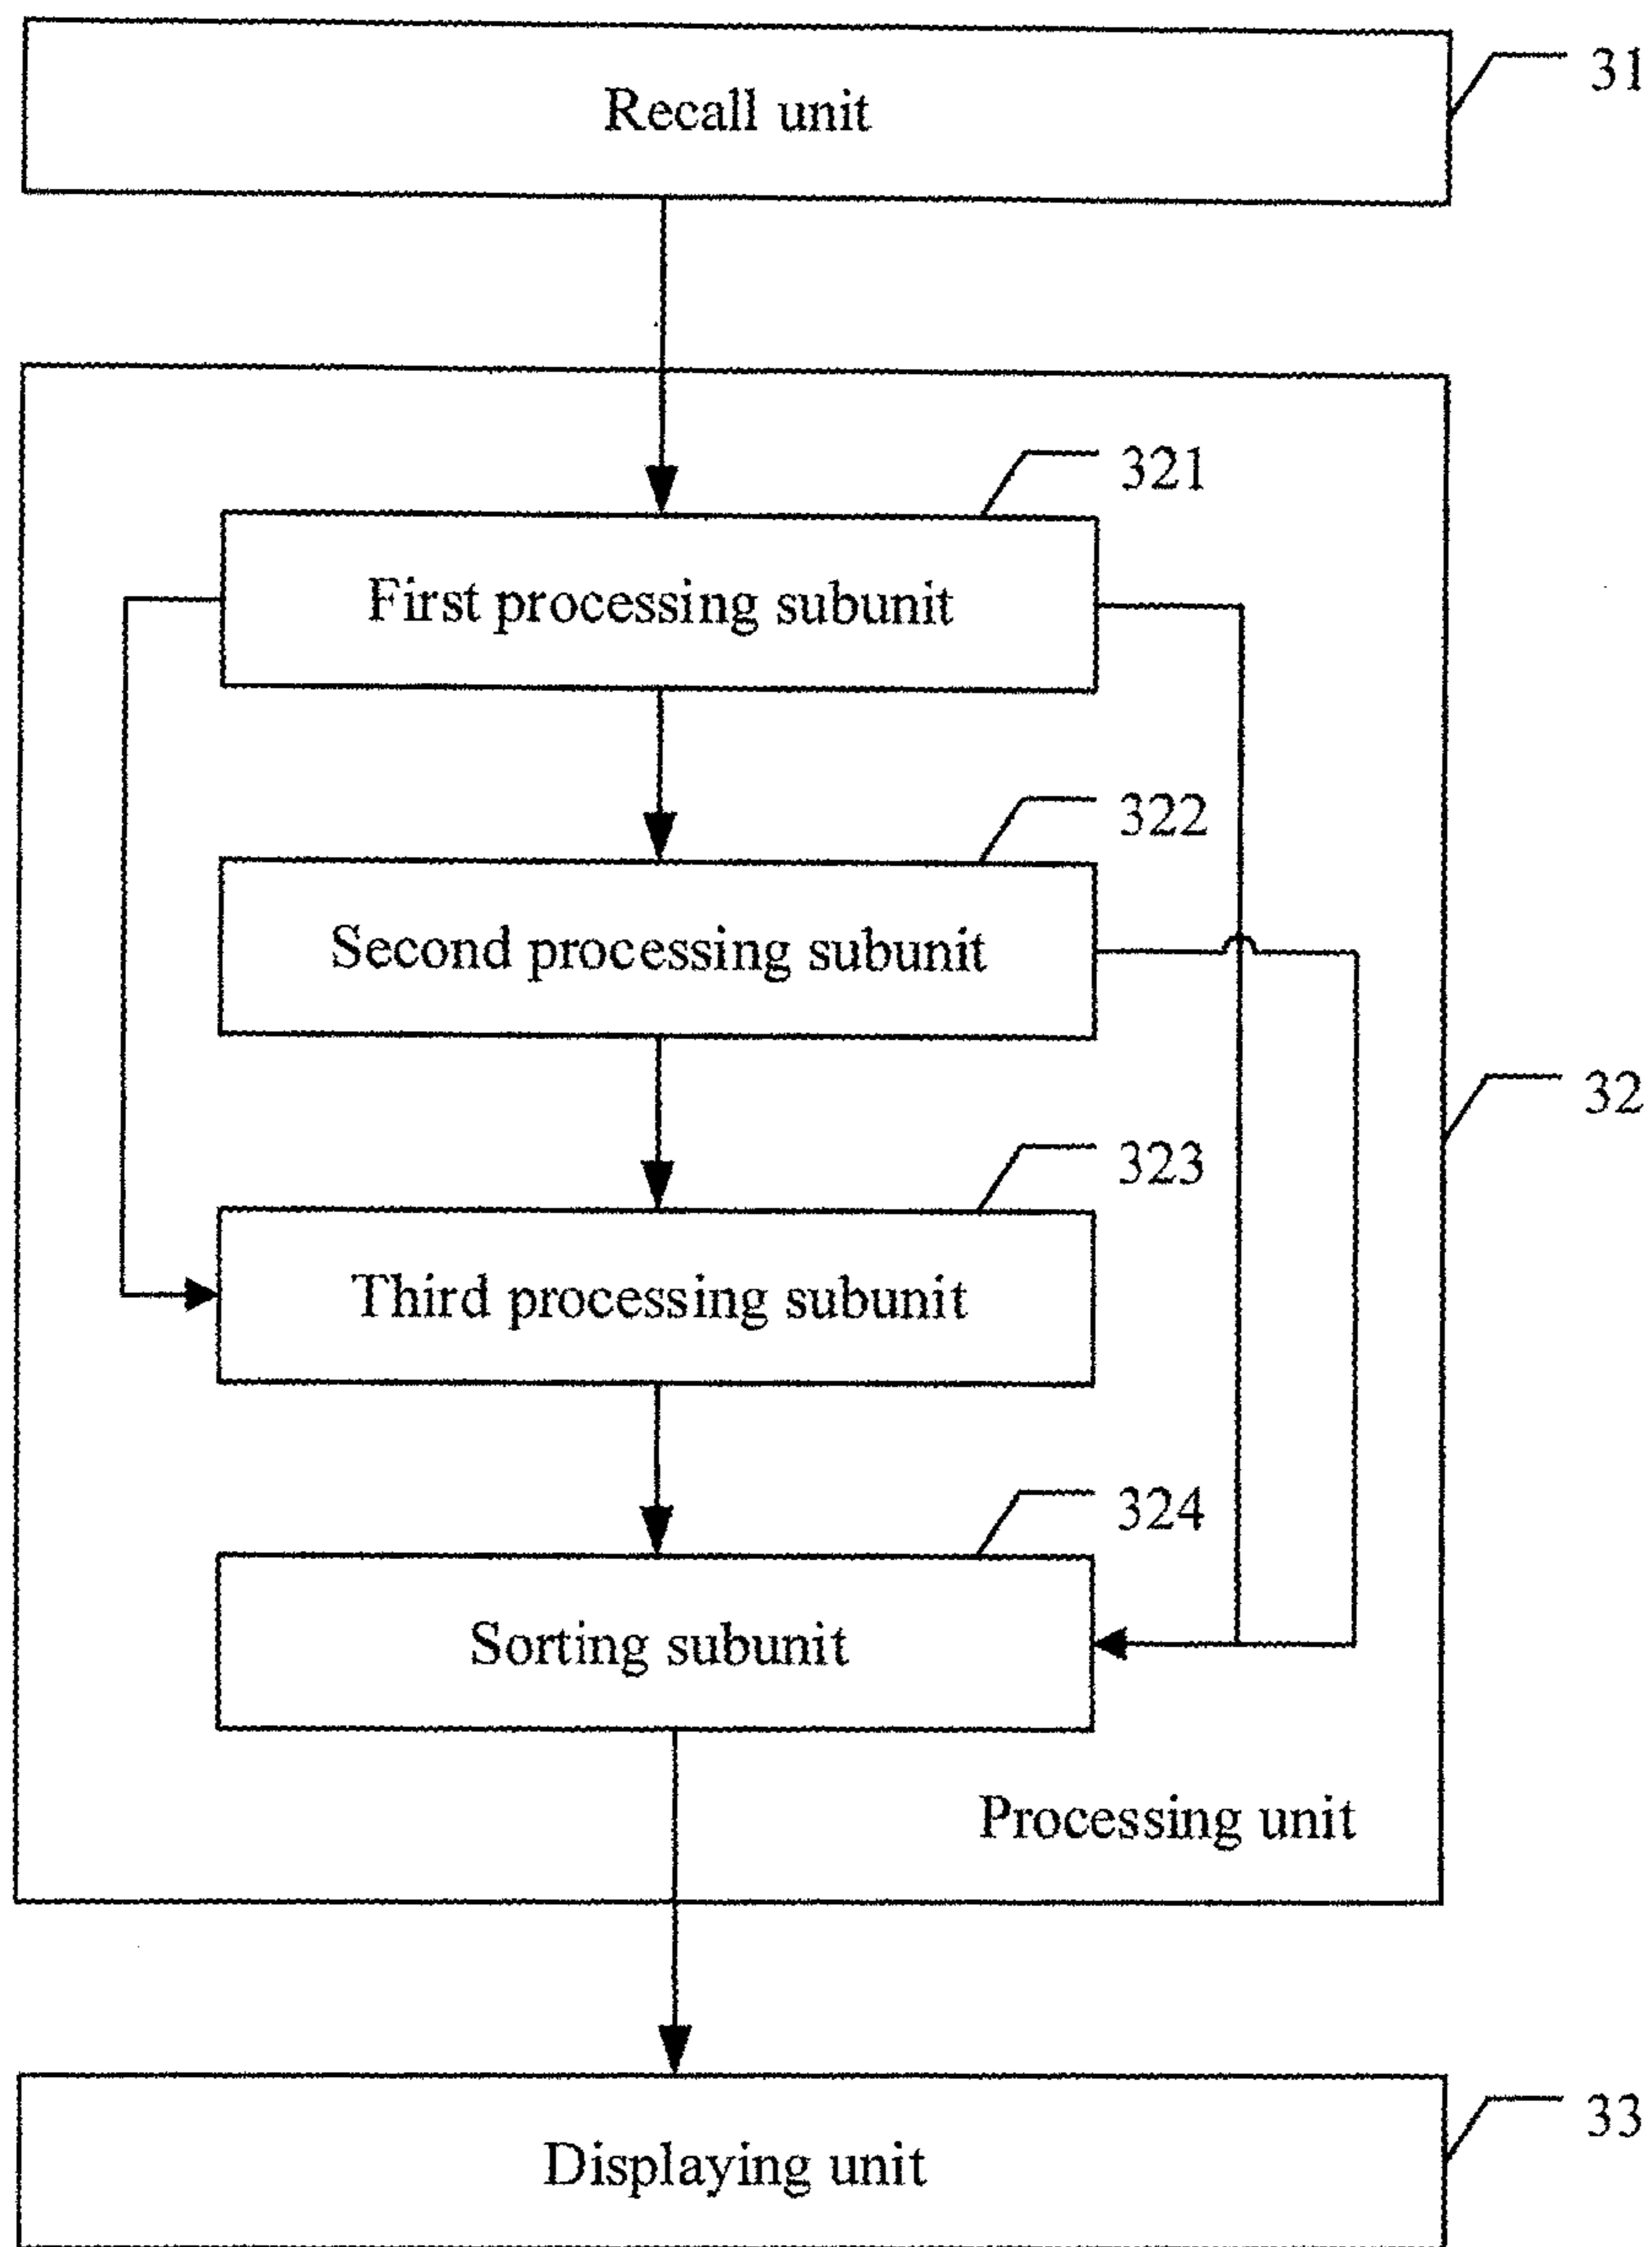 Recall unit
31
321
First processing subunit
322
Second processing subunit
32
323
Third processing subunit
324
Sorting subunit
Processing unit
33
Displaying unit